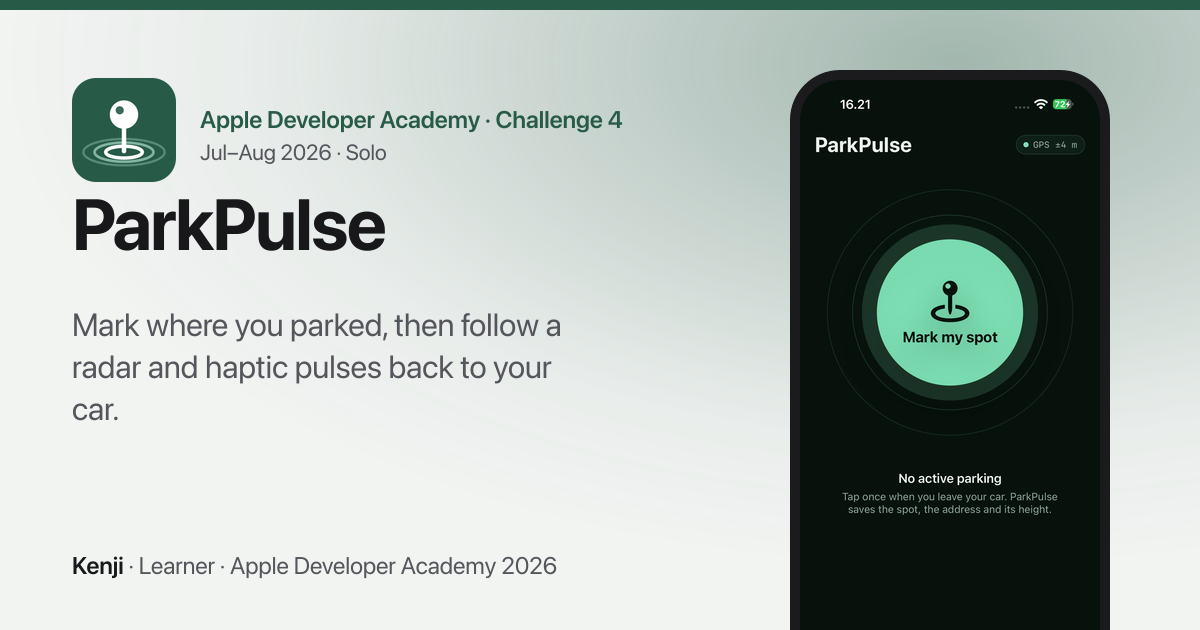 Apple Developer Academy · Challenge 4
Jul–Aug 2026 · Solo
ParkPulse
Mark where you parked, then follow a
radar and haptic pulses back to your
car.
Kenji · Learner · Apple Developer Academy 2026
16.21
72
ParkPulse
GPS ±4 m
Mark my spot
No active parking
Tap once when you leave your car. ParkPulse
saves the spot, the address and its height.